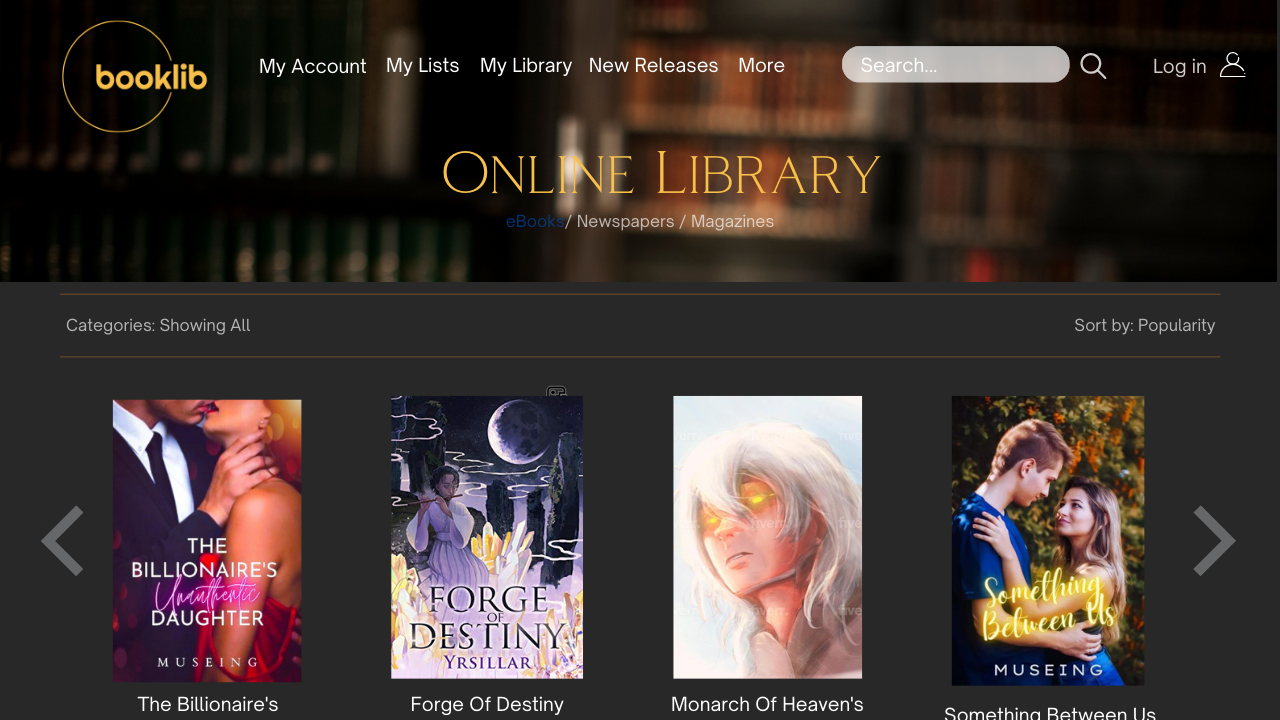 booklib
My Account My Lists My Library New Releases More Search... Log in
Online Library
eBooks/ Newspapers / Magazines
Categories: Showing All Sort by: Popularity
THE
BILLIONAIRE'S
Unauthentic
DAUGHTER
MUSEING
FORGE
OF
DESTINY
YRSILLAR
fiverr
fiverr
Something
Between Us
MUSEING
The Billionaire's Forge Of Destiny Monarch Of Heaven's Something Between Us